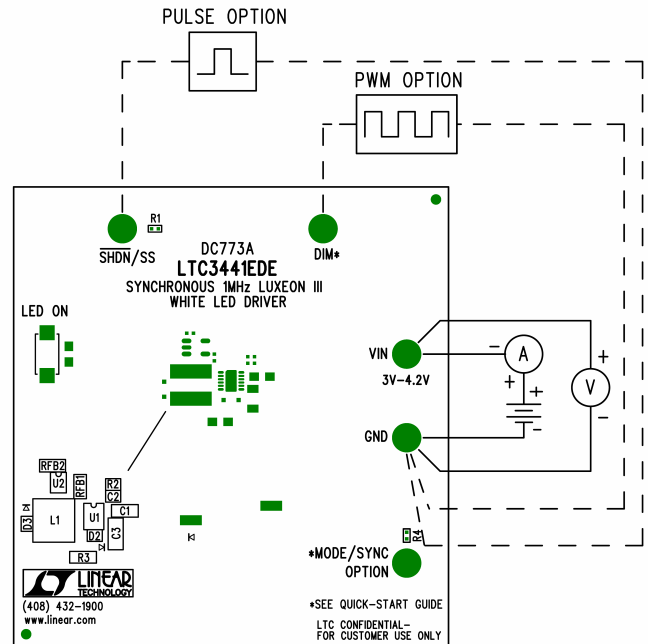 PULSE OPTION
PWM OPTION
R1
SHDN/SS
DIM*
DC773A
LTC3441EDE
SYNCHRONOUS 1MHz LUXEON III
WHITE LED DRIVER
LED ON
VIN
3V-4.2V
- A
+
+
-
+
V
-
GND
RFB2
U2
RFB1
R2
C2
C1
D3
L1
U1
D2
C3
R3
R4
*MODE/SYNC
OPTION
LINEAR
TECHNOLOGY
(408) 432-1900
www.linear.com
*SEE QUICK-START GUIDE
LTC CONFIDENTIAL-
FOR CUSTOMER USE ONLY